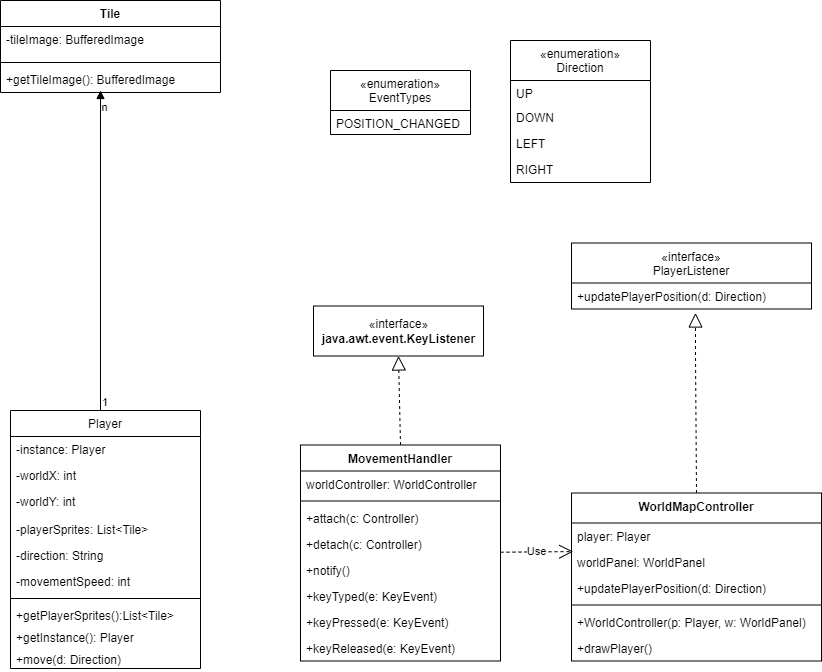 Tile
-tileImage: BufferedImage
+getTileImage(): BufferedImage
n
1
«enumeration»
EventTypes
POSITION_CHANGED
«enumeration»
Direction
UP
DOWN
LEFT
RIGHT
«interface»
PlayerListener
+updatePlayerPosition(d: Direction)
«interface»
java.awt.event.KeyListener
Player
-instance: Player
-worldX: int
-worldY: int
-playerSprites: List<Tile>
-direction: String
-movementSpeed: int
+getPlayerSprites():List<Tile>
+getInstance(): Player
+move(d: Direction)
MovementHandler
worldController: WorldController
+attach(c: Controller)
+detach(c: Controller)
+notify()
+keyTyped(e: KeyEvent)
+keyPressed(e: KeyEvent)
+keyReleased(e: KeyEvent)
Use
WorldMapController
player: Player
worldPanel: WorldPanel
+updatePlayerPosition(d: Direction)
+WorldController(p: Player, w: WorldPanel)
+drawPlayer()